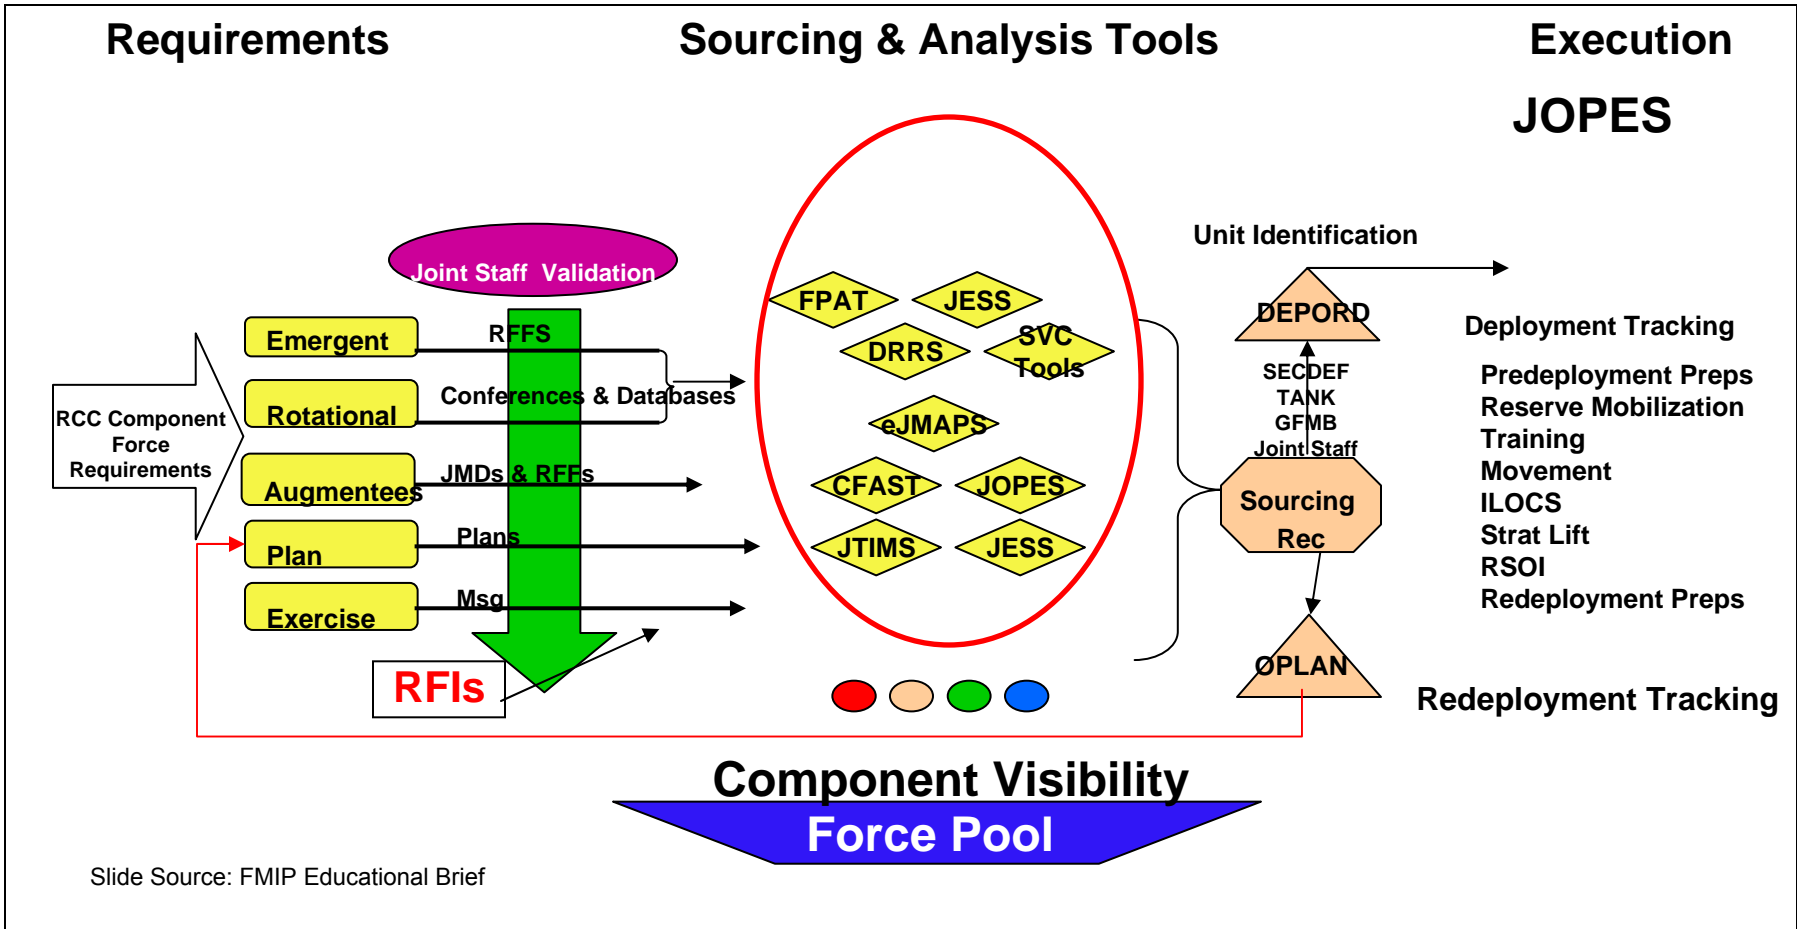 Requirements
Sourcing & Analysis Tools
Execution
JOPES
Joint Staff  Validation
RCC Component
Force
Requirements
Emergent
RFFS
Rotational
Conferences & Databases
Augmentees
JMDs & RFFs
Plan
Plans
Exercise
Msg
RFIs
FPAT
JESS
DRRS
SVC
Tools
eJMAPS
CFAST
JOPES
JTIMS
JESS
Unit Identification
DEPORD
SECDEF
TANK
GFMB
Joint Staff
Sourcing
Rec
OPLAN
Deployment Tracking
Predeployment Preps
Reserve Mobilization
Training
Movement
ILOCS
Strat Lift
RSOI
Redeployment Preps
Redeployment Tracking
Component Visibility
Force Pool
Slide Source: FMIP Educational Brief